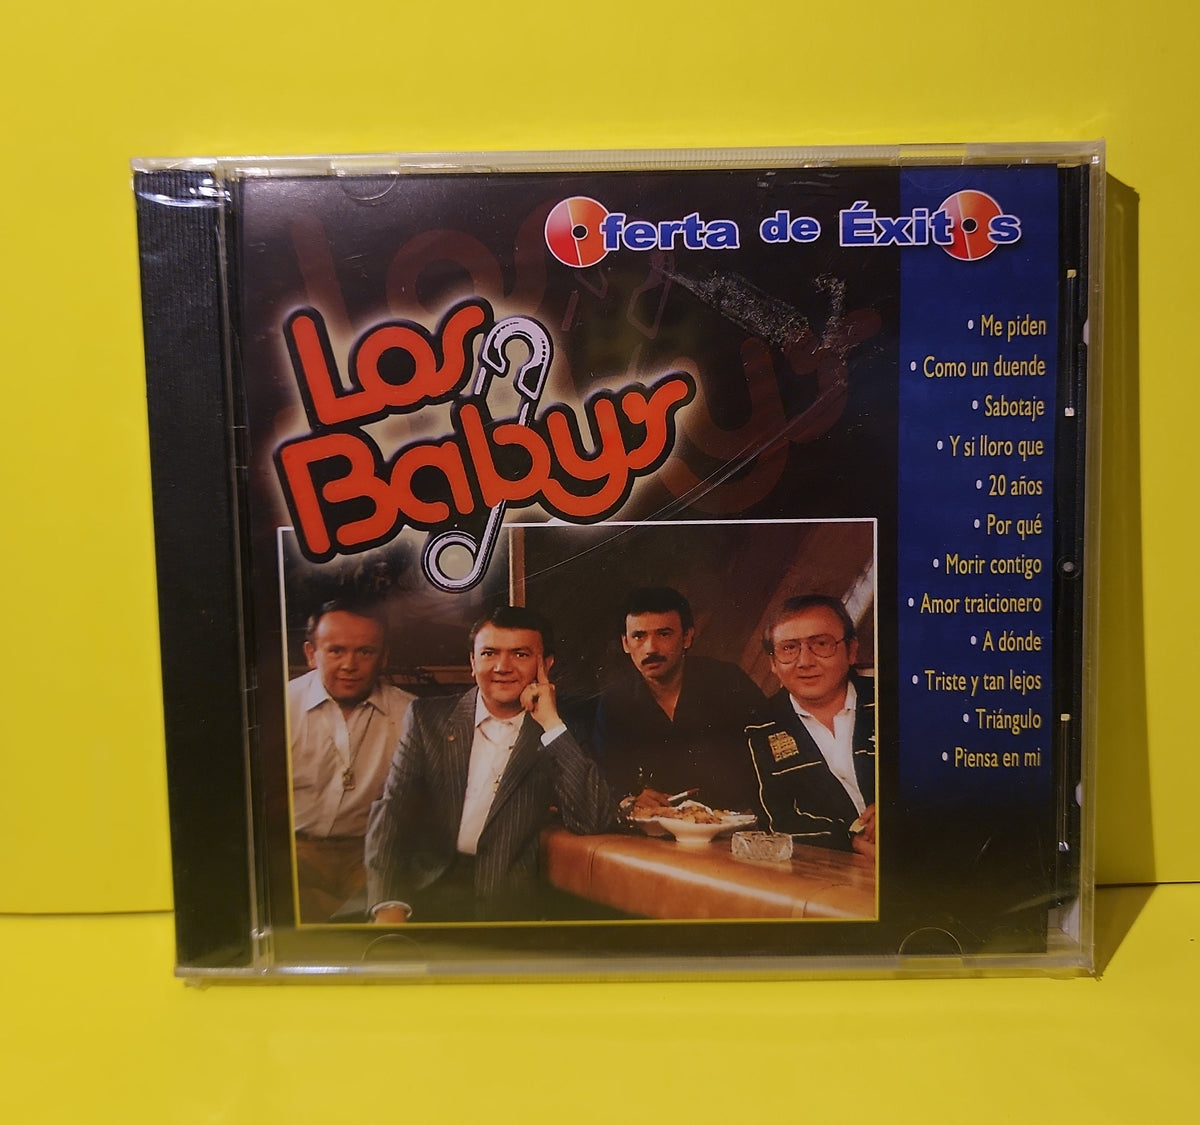 Oferta de Éxitos
Los
Babys
• Me piden
• Como un duende
• Sabotaje
• Y si lloro que
• 20 años
• Por qué
• Morir contigo
• Amor traicionero
• A dónde
• Triste y tan lejos
• Triángulo
• Piensa en mi